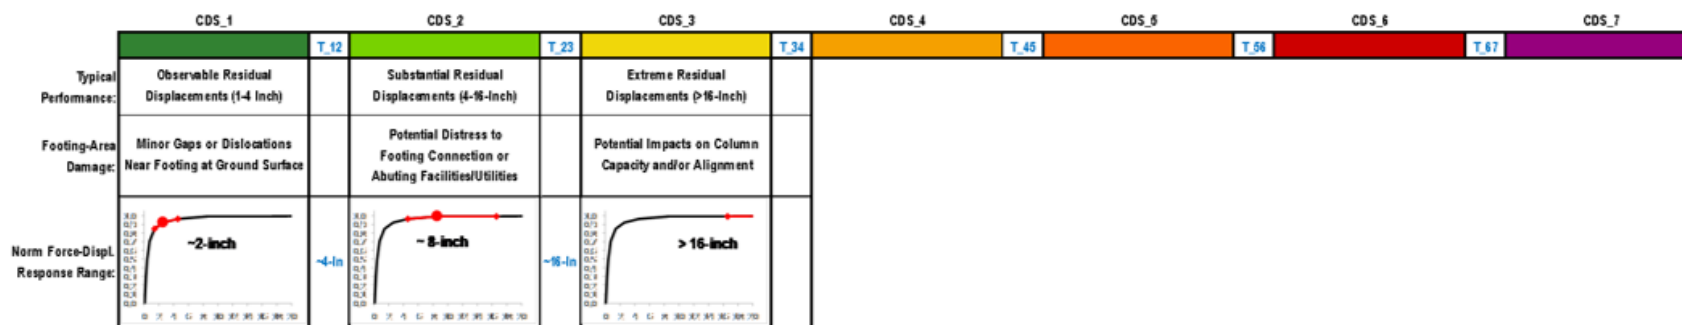 CDS_1 CDS_2 CDS_3 CDS_4 CDS_5 CDS_6 CDS_7
T_12 T_23 T_34 T_45 T_56 T_67
Typical
Performance:
Observable Residual
Displacements (1-4 Inch)
Substantial Residual
Displacements (4-16-Inch)
Extreme Residual
Displacements (>16-Inch)
Footing-Area
Damage:
Minor Gaps or Dislocations
Near Footing at Ground Surface
Potential Distress to
Footing Connection or
Abutting Facilities/Utilities
Potential Impacts on Column
Capacity and/or Alignment
Norm Force-Displ.
Response Range:
~2-inch
~4-In
~ 8-inch
~16-In
> 16-inch